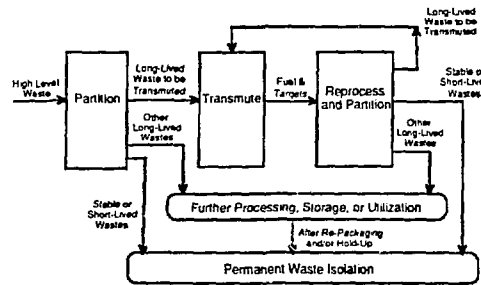 Long-Lived
Waste to be
Transmuted
High Level
Waste
Partition
Long-Lived
Waste to be
Transmuted
Transmute
Fuel &
Targets
Reprocess
and Partition
Stable or
Short-Lived
Wastes
Other
Long-Lived
Wastes
Other
Long-Lived
Wastes
Stable or
Short-Lived
Wastes
Further Processing, Storage, or Utilization
After Re-Packaging
and/or Hold-Up
Permanent Waste Isolation